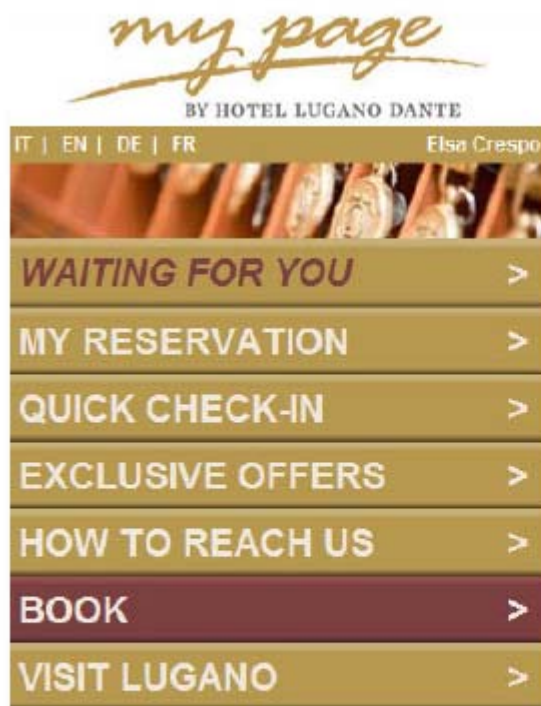 my page
BY HOTEL LUGANO DANTE
IT | EN | DE | FR Elsa Crespo
WAITING FOR YOU >
MY RESERVATION >
QUICK CHECK-IN >
EXCLUSIVE OFFERS >
HOW TO REACH US >
BOOK >
VISIT LUGANO >